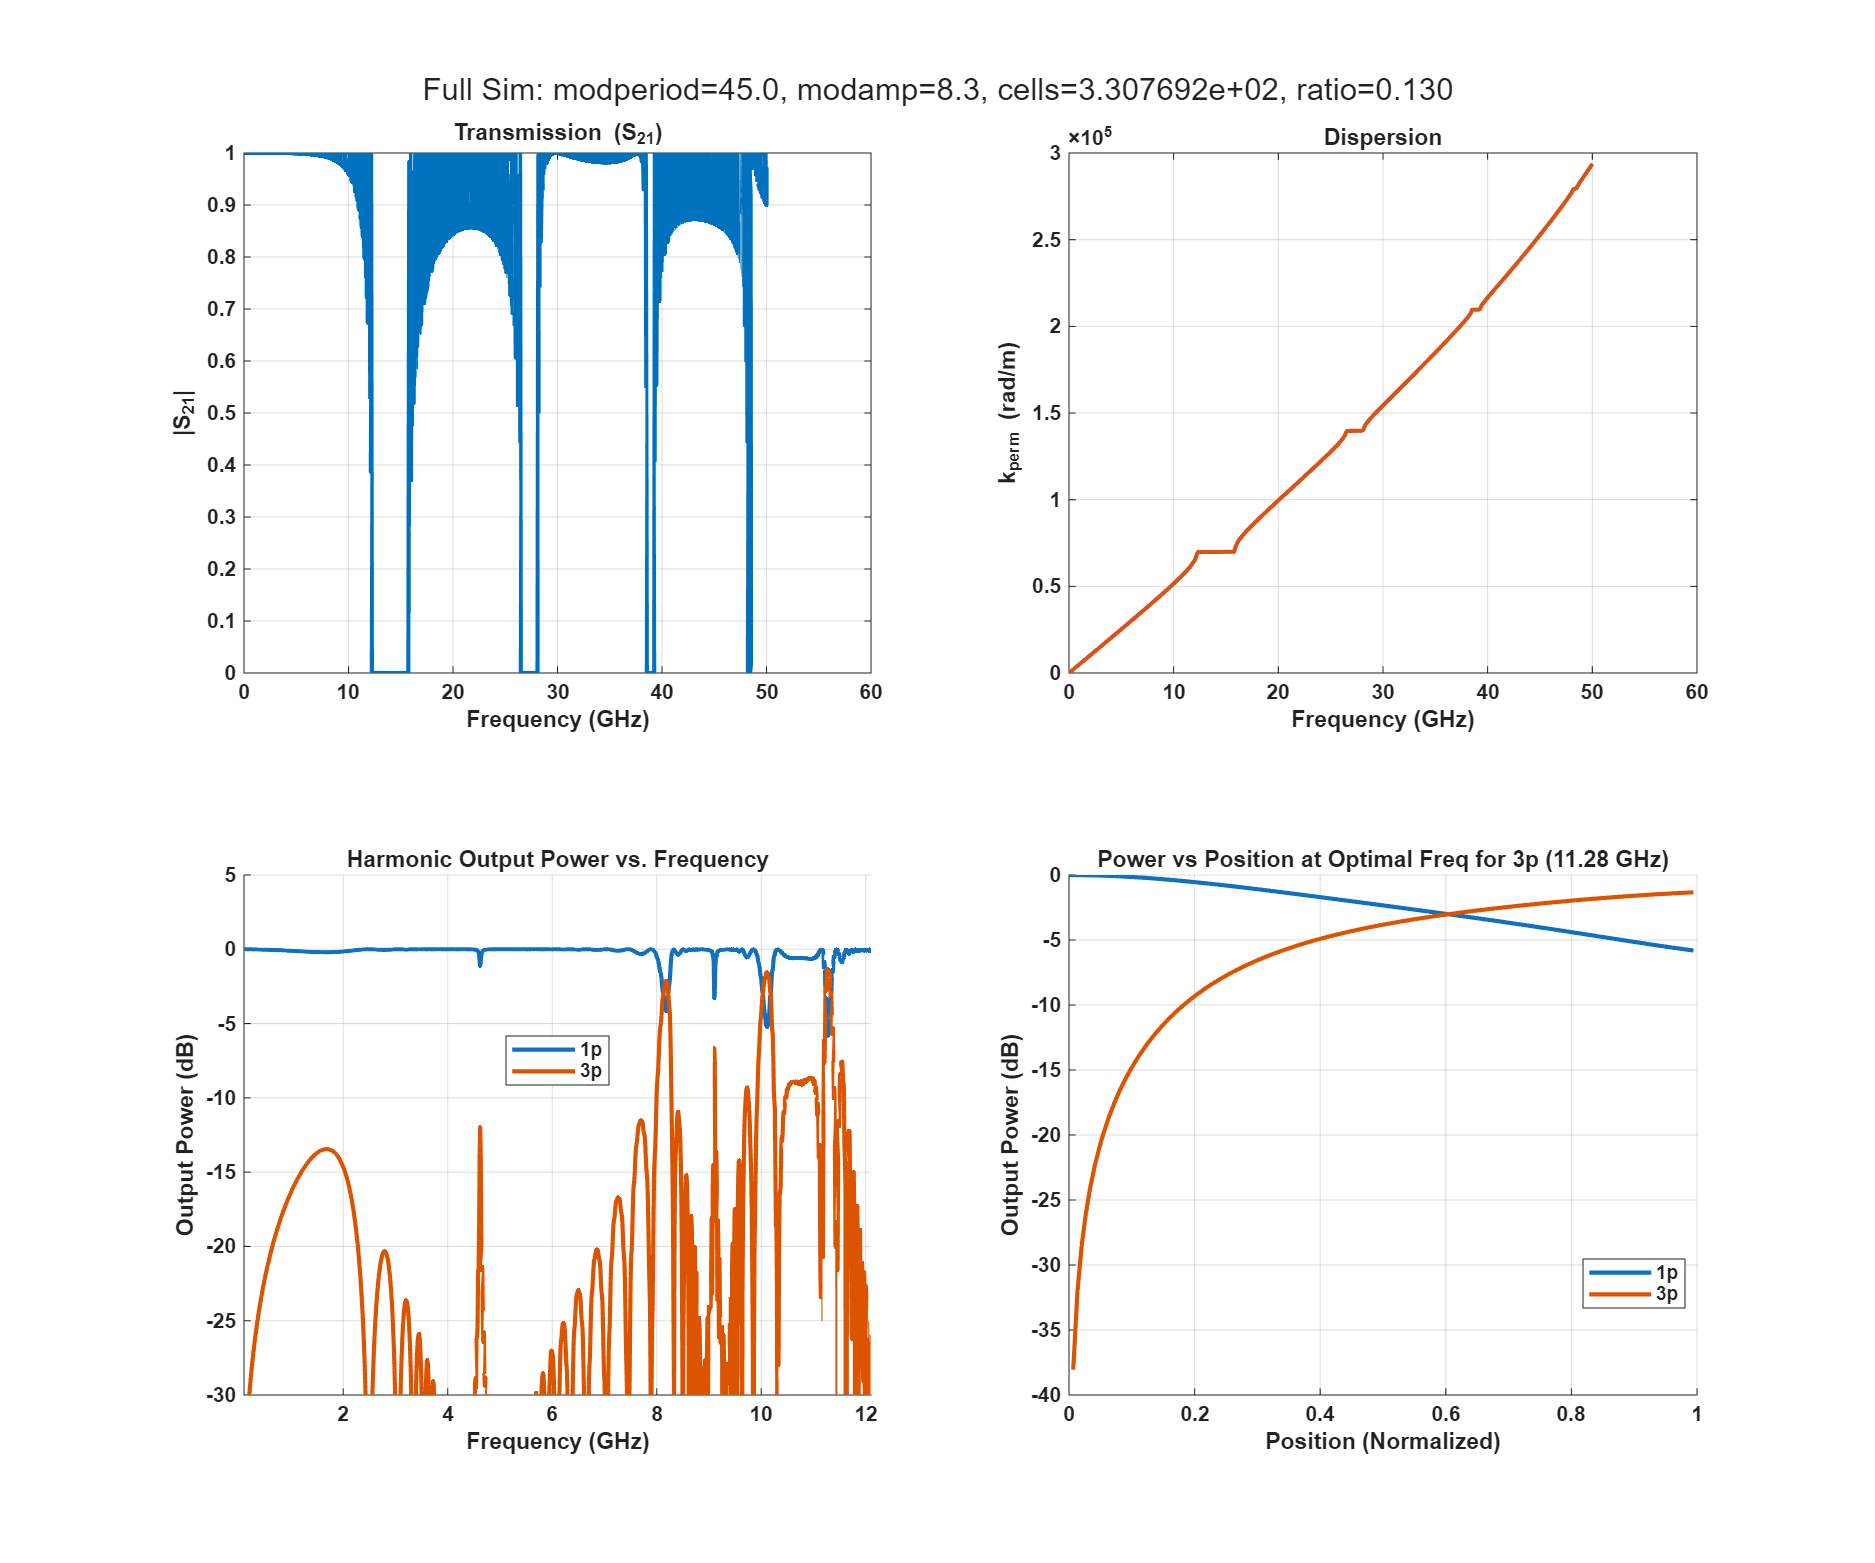 Full Sim: modperiod=45.0, modamp=8.3, cells=3.307692e+02, ratio=0.130
Transmission (S21)
1
0.9
0.8
0.7
0.6
0.5
0.4
0.3
0.2
0.1
0
|S21|
0 10 20 30 40 50 60
Frequency (GHz)
×10^5
Dispersion
3
2.5
2
1.5
1
0.5
0
kperm (rad/m)
0 10 20 30 40 50 60
Frequency (GHz)
Harmonic Output Power vs. Frequency
5
0
-5
-10
-15
-20
-25
-30
Output Power (dB)
1p
3p
2 4 6 8 10 12
Frequency (GHz)
Power vs Position at Optimal Freq for 3p (11.28 GHz)
0
-5
-10
-15
-20
-25
-30
-35
-40
Output Power (dB)
1p
3p
0 0.2 0.4 0.6 0.8 1
Position (Normalized)